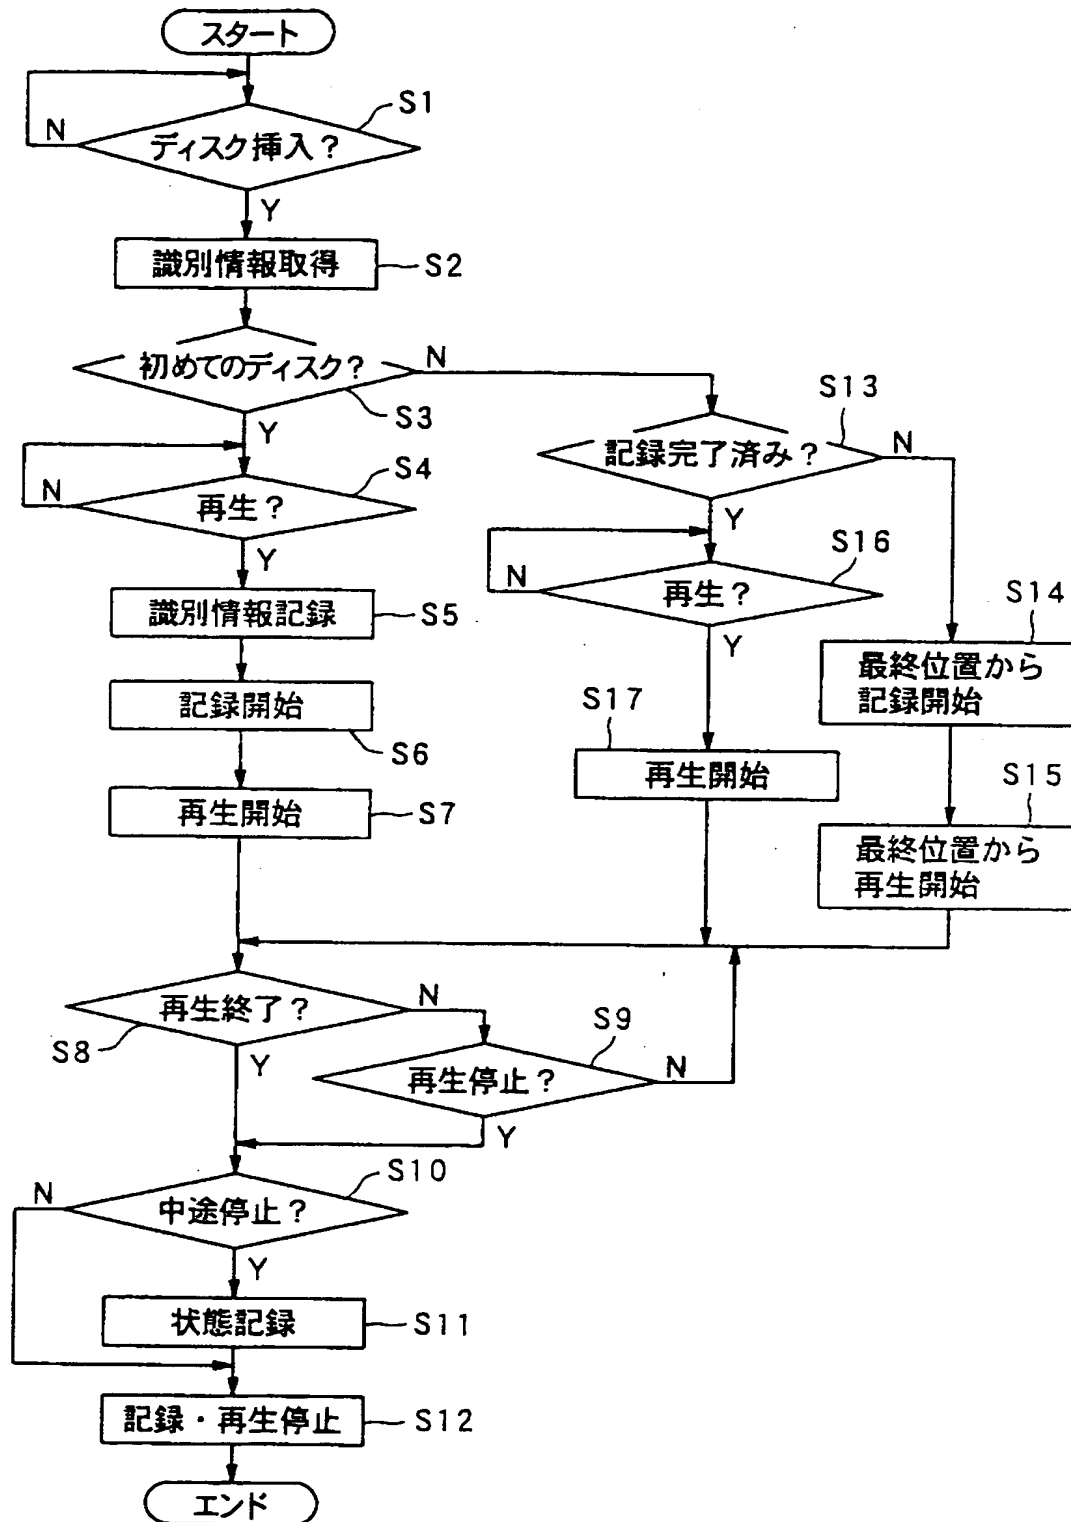 スタート
S1
N
ディスク挿入?
Y
識別情報取得
S2
初めてのディスク?
N
S3
Y
S13
記録完了済み?
N
S4
N
再生?
Y
Y
S16
N
再生?
Y
識別情報記録
S5
S14
最終位置から
記録開始
記録開始
S6
S17
再生開始
再生開始
S7
S15
最終位置から
再生開始
再生終了?
N
S8
Y
S9
再生停止?
N
Y
S10
N
中途停止?
Y
状態記録
S11
記録・再生停止
S12
エンド